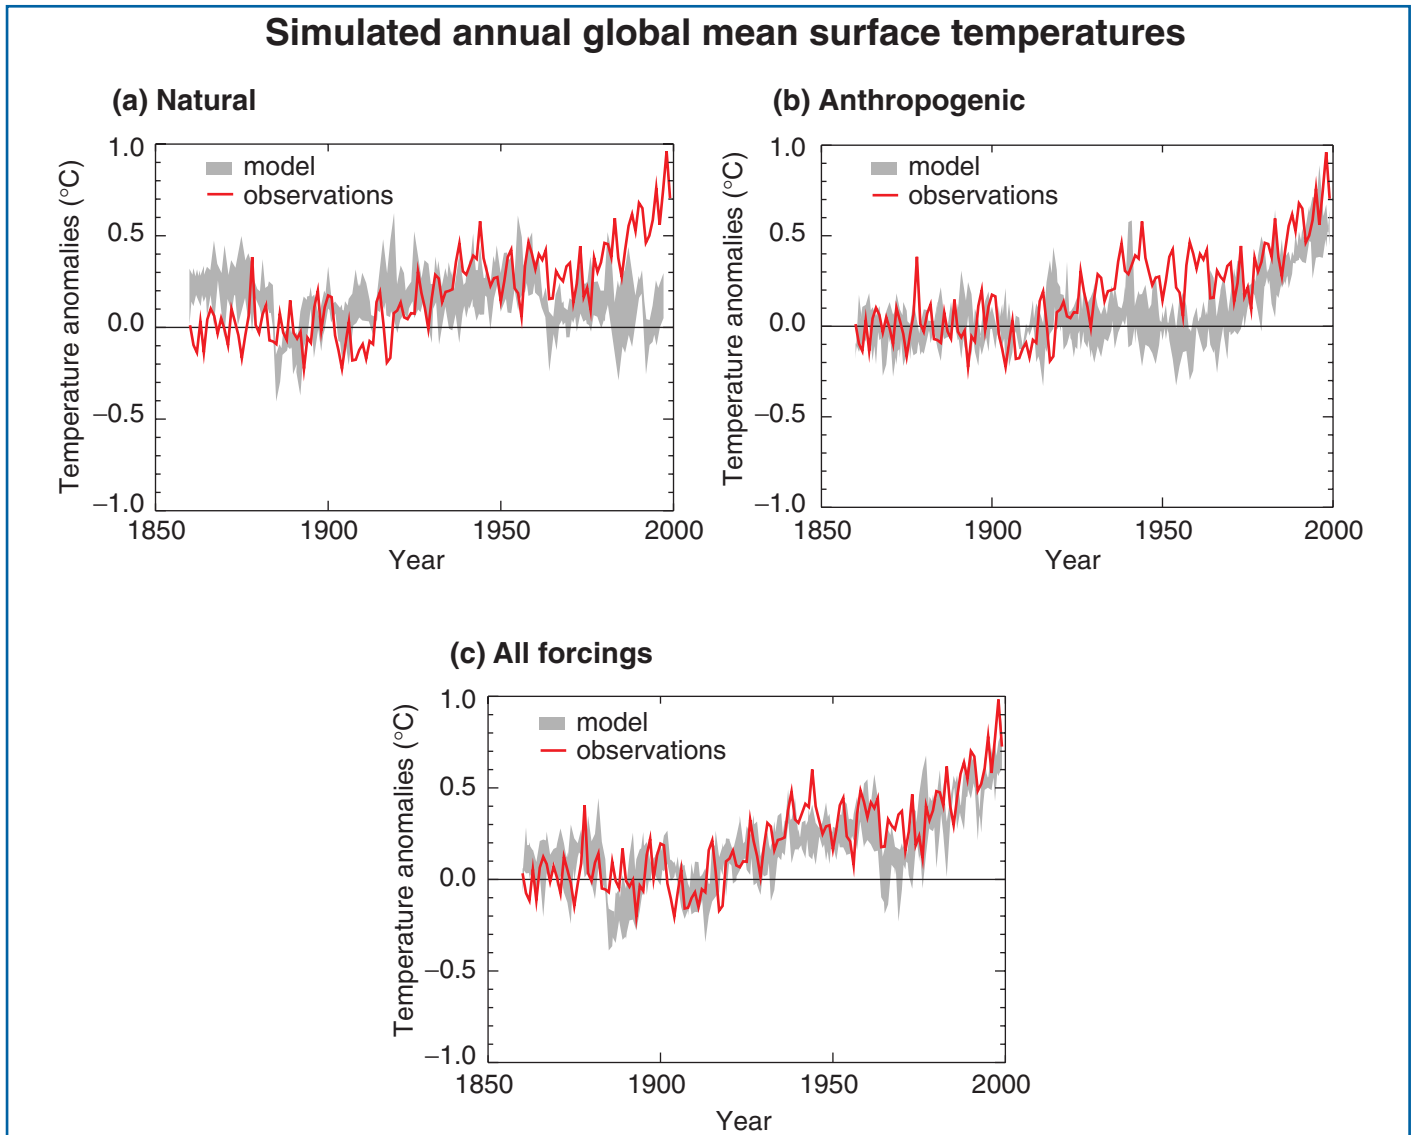 Simulated annual global mean surface temperatures
(a) Natural
Temperature anomalies (°C)
1.0
0.5
0.0
−0.5
−1.0
model
observations
1850
1900
1950
2000
Year
(b) Anthropogenic
Temperature anomalies (°C)
1.0
0.5
0.0
−0.5
−1.0
model
observations
1850
1900
1950
2000
Year
(c) All forcings
Temperature anomalies (°C)
1.0
0.5
0.0
−0.5
−1.0
model
observations
1850
1900
1950
2000
Year